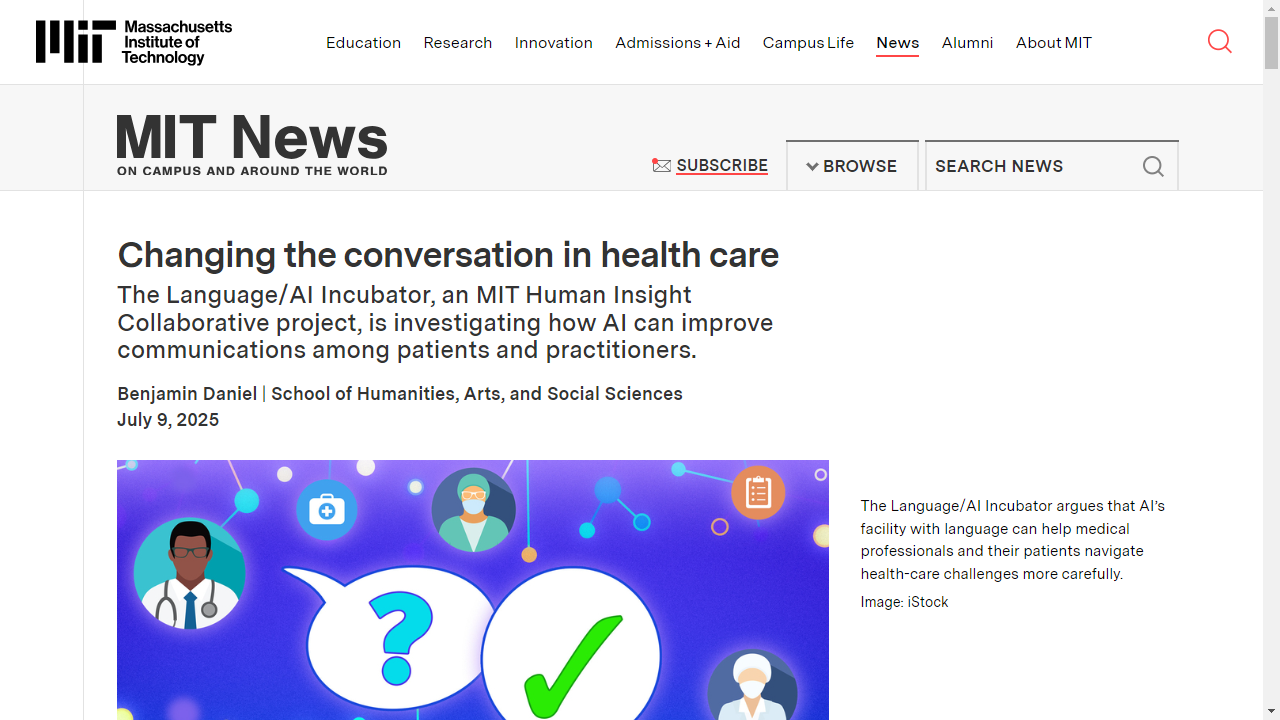 Massachusetts
Institute of
Technology
Education
Research
Innovation
Admissions + Aid
Campus Life
News
Alumni
About MIT
MIT News
ON CAMPUS AND AROUND THE WORLD
SUBSCRIBE
BROWSE
SEARCH NEWS
Changing the conversation in health care
The Language/AI Incubator, an MIT Human Insight
Collaborative project, is investigating how AI can improve
communications among patients and practitioners.
Benjamin Daniel | School of Humanities, Arts, and Social Sciences
July 9, 2025
?
The Language/AI Incubator argues that AI’s
facility with language can help medical
professionals and their patients navigate
health-care challenges more carefully.
Image: iStock